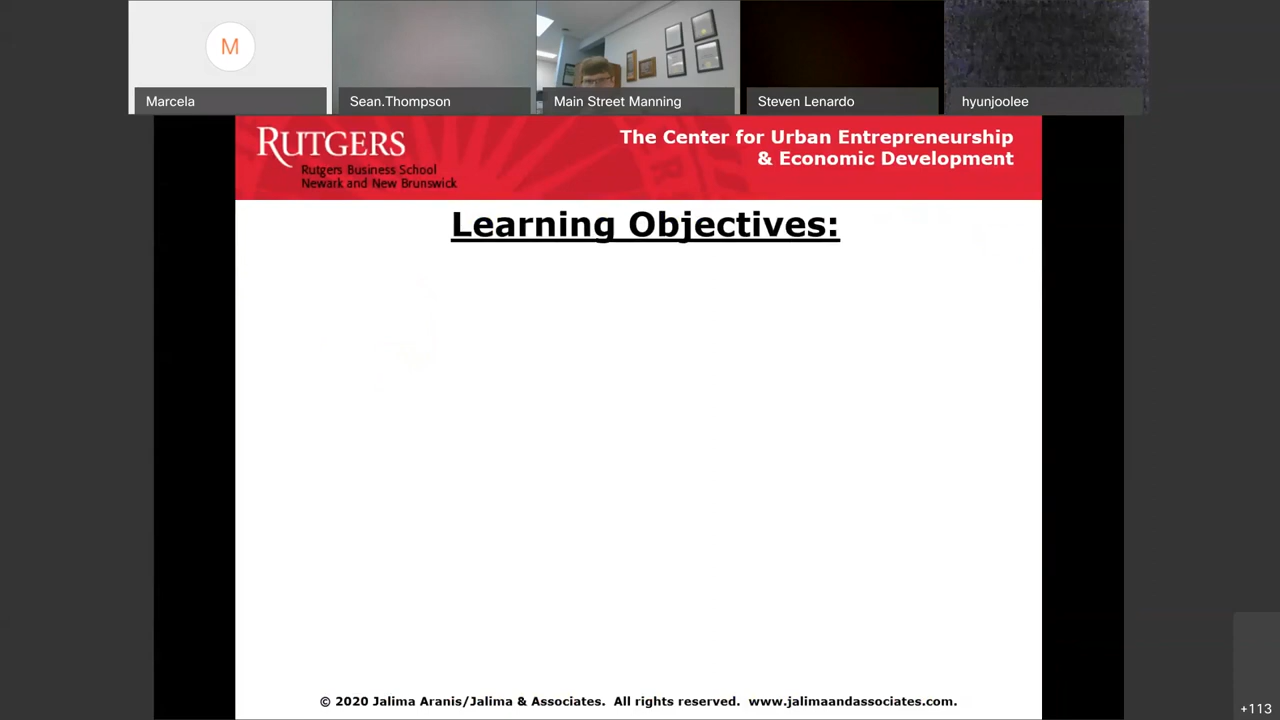 M
Marcela
Sean.Thompson
Main Street Manning
Steven Lenardo
hyunjoolee
RUTGERS
Rutgers Business School
Newark and New Brunswick
The Center for Urban Entrepreneurship
& Economic Development
Learning Objectives:
© 2020 Jalima Aranis/Jalima & Associates. All rights reserved. www.jalimaandassociates.com.
+113